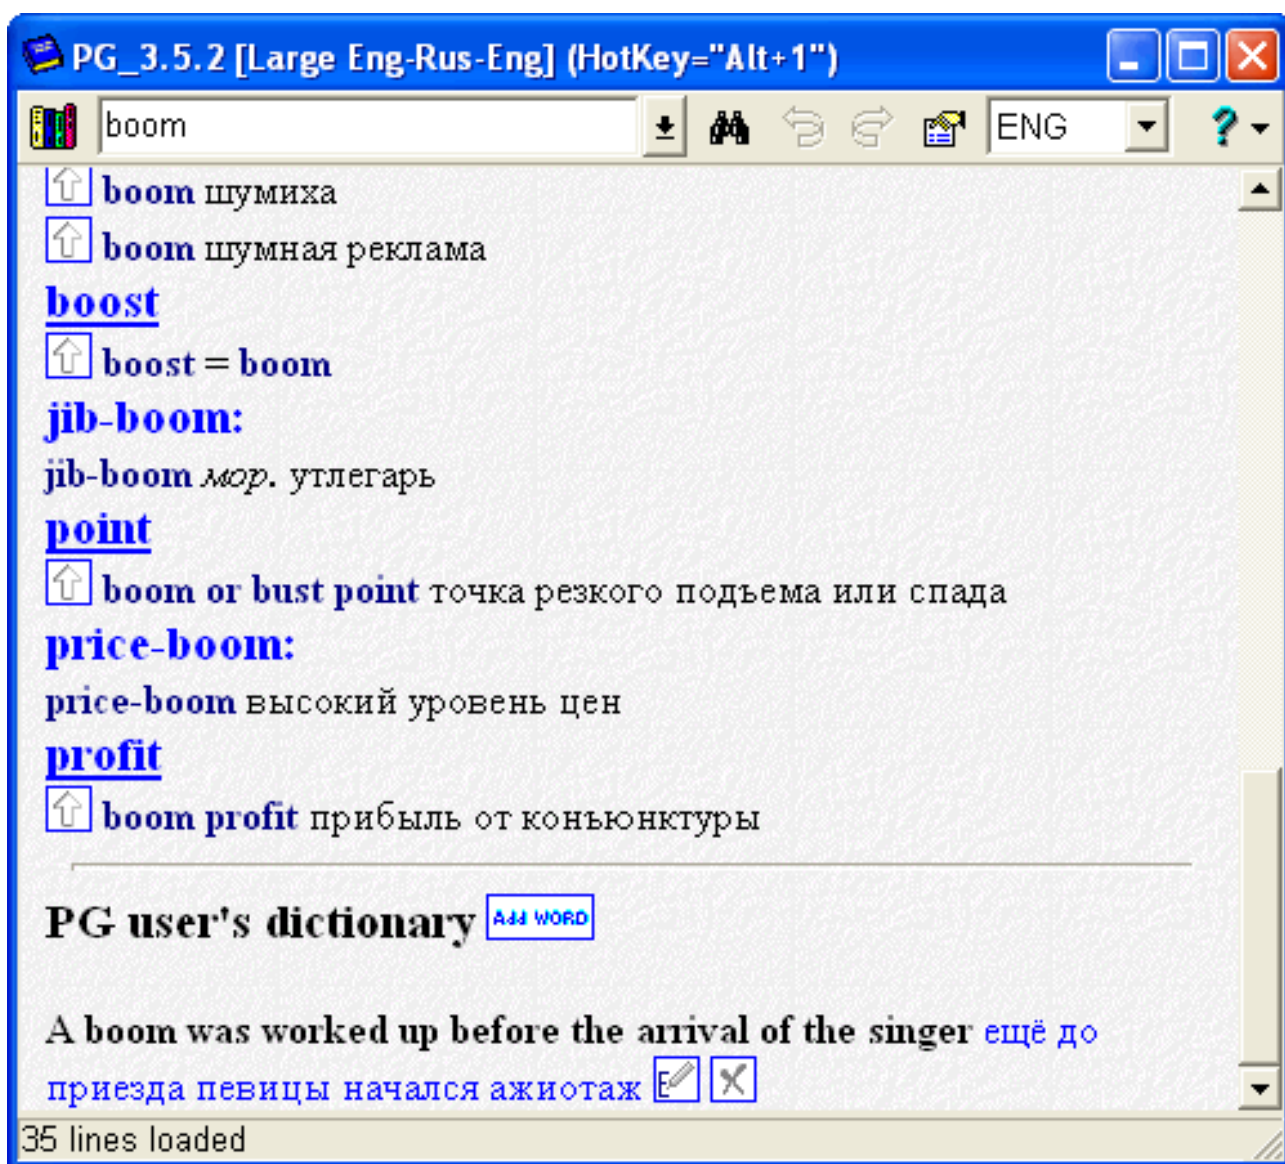 PG_3.5.2 [Large Eng-Rus-Eng] (HotKey="Alt+1")
boom ENG ?
boom шумиха
boom шумная реклама
boost
boost = boom
jib-boom:
jib-boom мор. утлегарь
point
boom or bust point точка резкого подъема или спада
price-boom:
price-boom высокий уровень цен
profit
boom profit прибыль от конъюнктуры
PG user's dictionary Add WORD
A boom was worked up before the arrival of the singer ещё до
приезда певицы начался ажиотаж
35 lines loaded